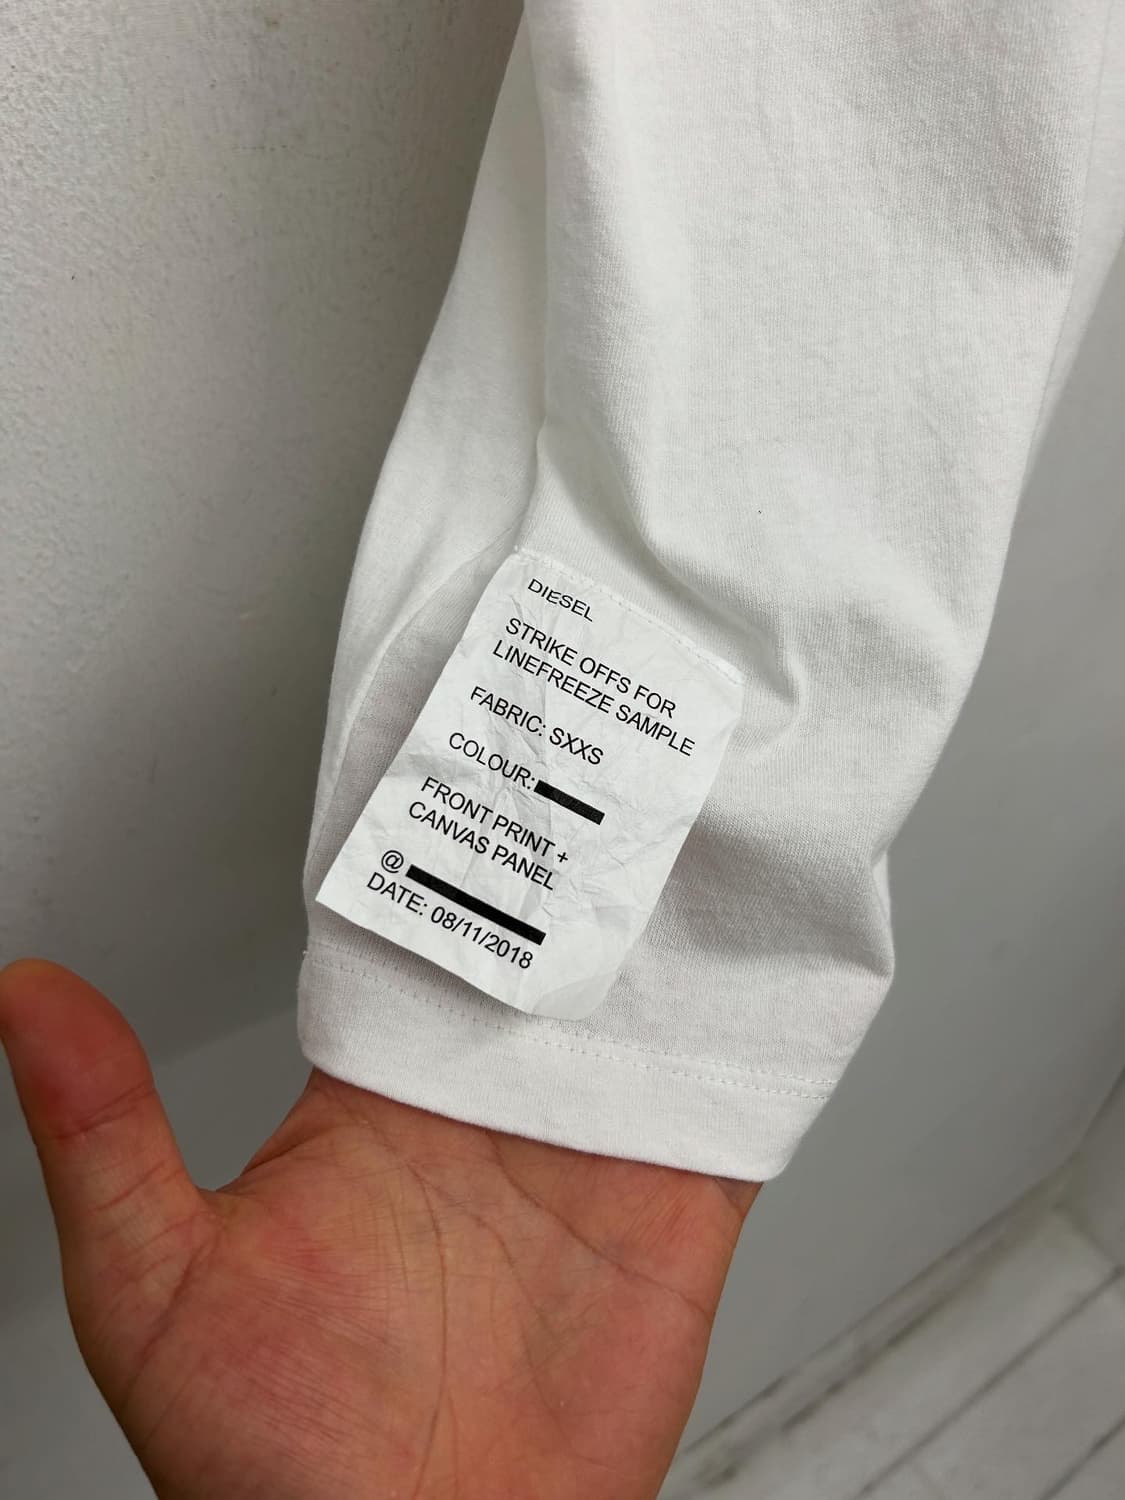 DIESEL
STRIKE OFFS FOR
LINEFREEZE SAMPLE
FABRIC: SXXS
COLOUR:
FRONT PRINT +
CANVAS PANEL
@
DATE: 08/11/2018